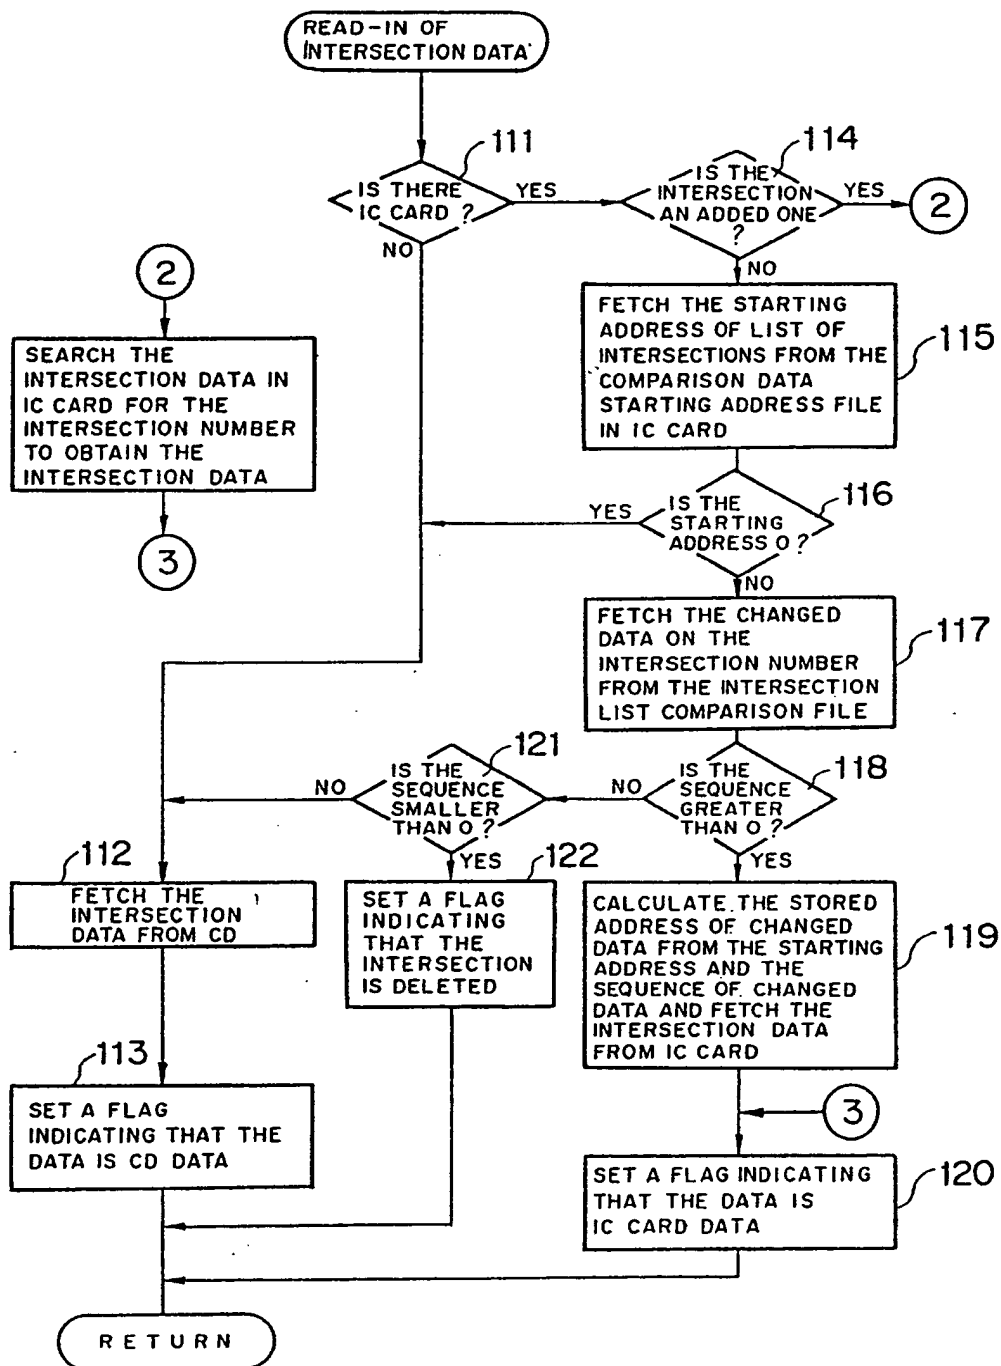 READ-IN OF
INTERSECTION DATA
111
IS THERE
IC CARD ?
YES
NO
114
IS THE
INTERSECTION
AN ADDED ONE
?
YES
2
NO
2
SEARCH THE
INTERSECTION DATA IN
IC CARD FOR THE
INTERSECTION NUMBER
TO OBTAIN THE
INTERSECTION DATA
3
FETCH THE STARTING
ADDRESS OF LIST OF
INTERSECTIONS FROM THE
COMPARISON DATA
STARTING ADDRESS FILE
IN IC CARD
115
116
IS THE
STARTING
ADDRESS 0 ?
YES
NO
FETCH THE CHANGED
DATA ON THE
INTERSECTION NUMBER
FROM THE INTERSECTION
LIST COMPARISON FILE
117
118
IS THE
SEQUENCE
GREATER
THAN 0 ?
NO
YES
121
IS THE
SEQUENCE
SMALLER
THAN 0 ?
NO
YES
112
FETCH THE
INTERSECTION
DATA FROM CD
122
SET A FLAG
INDICATING
THAT THE
INTERSECTION
IS DELETED
CALCULATE THE STORED
ADDRESS OF CHANGED
DATA FROM THE STARTING
ADDRESS AND THE
SEQUENCE OF CHANGED
DATA AND FETCH THE
INTERSECTION DATA
FROM IC CARD
119
113
SET A FLAG
INDICATING THAT THE
DATA IS CD DATA
3
SET A FLAG INDICATING
THAT THE DATA IS
IC CARD DATA
120
RETURN